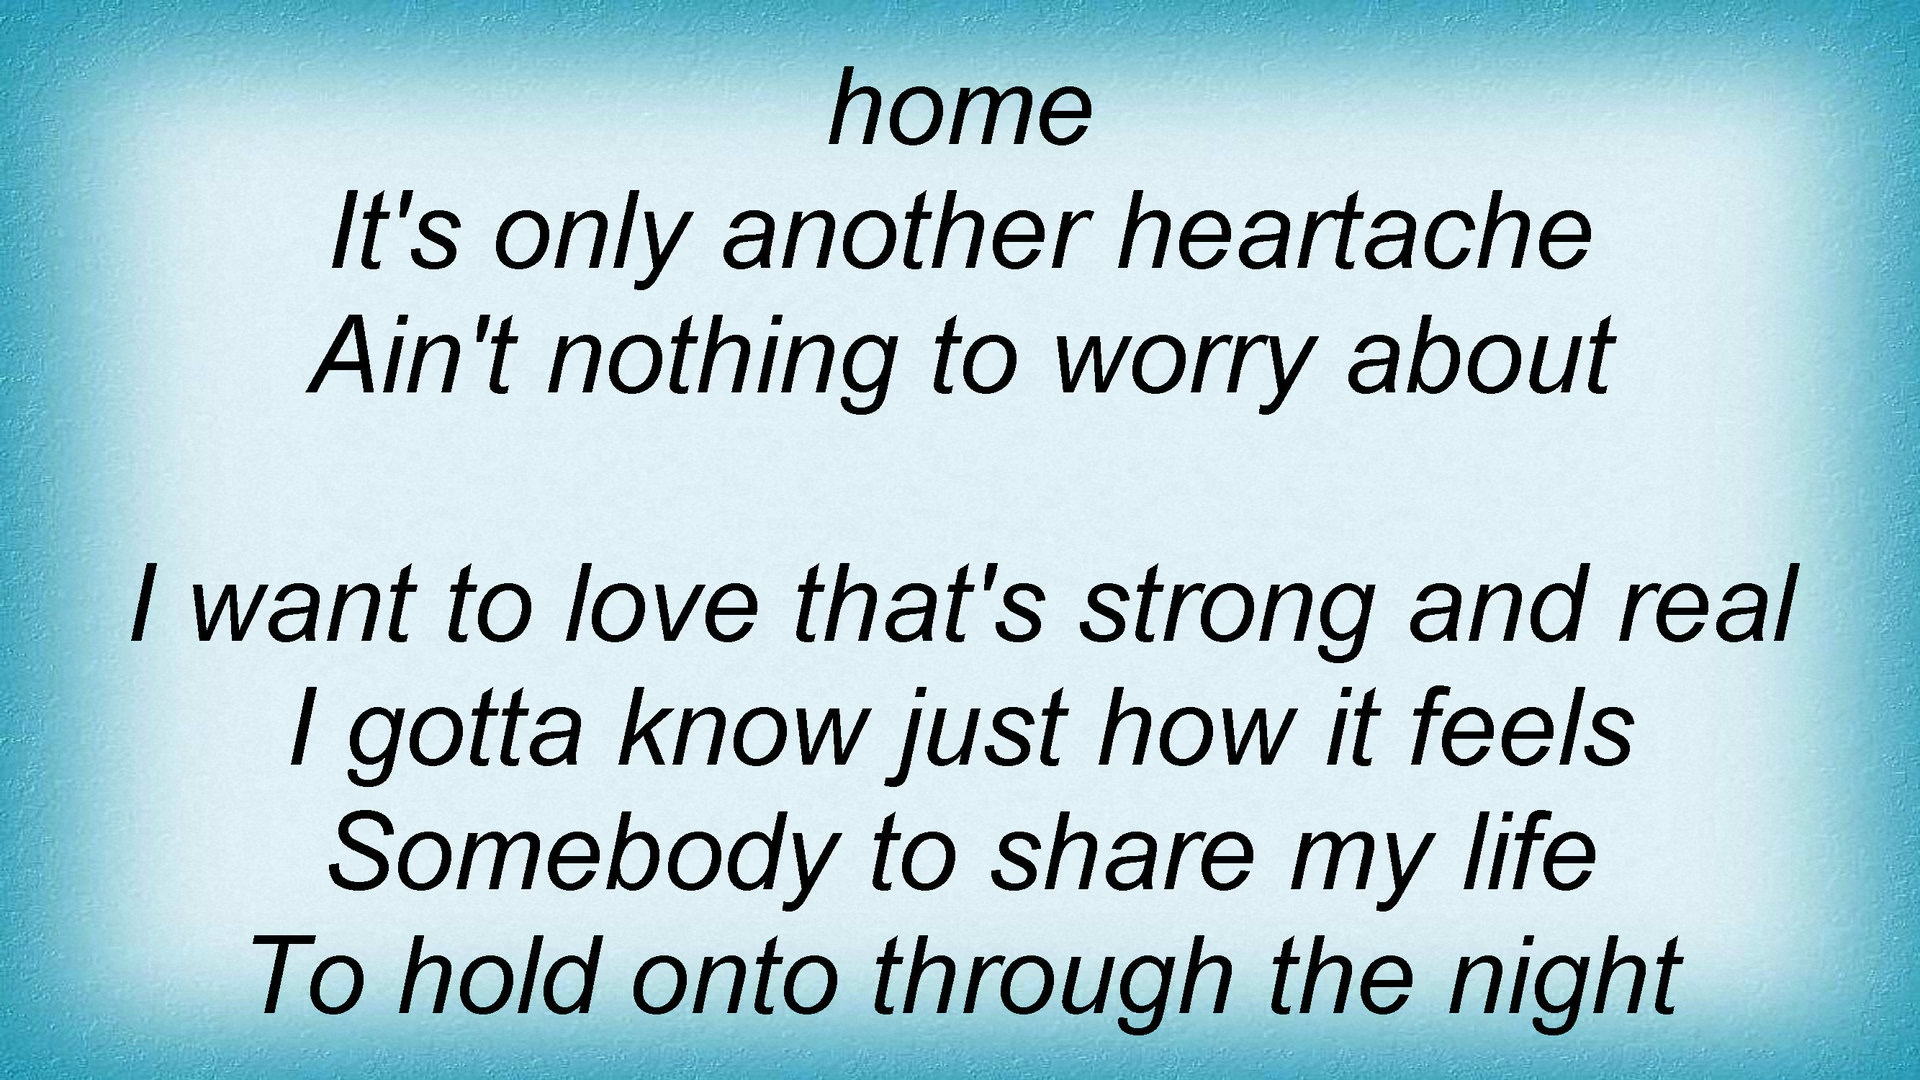 home
It's only another heartache
Ain't nothing to worry about
I want to love that's strong and real
I gotta know just how it feels
Somebody to share my life
To hold onto through the night